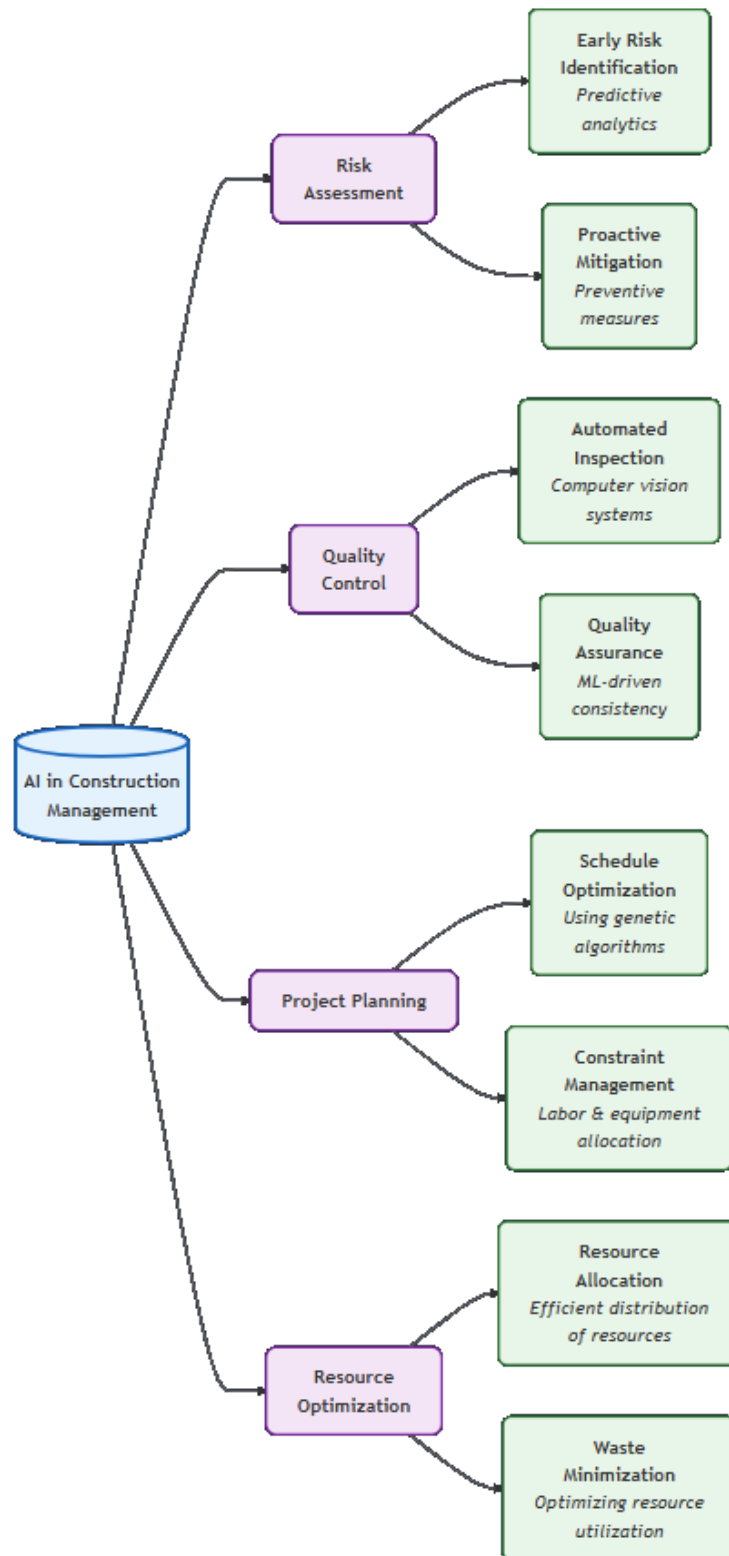 Early Risk
Identification
Predictive
analytics
Risk
Assessment
Proactive
Mitigation
Preventive
measures
Automated
Inspection
Computer vision
systems
Quality
Control
Quality
Assurance
ML-driven
consistency
AI in Construction
Management
Schedule
Optimization
Using genetic
algorithms
Project Planning
Constraint
Management
Labor & equipment
allocation
Resource
Allocation
Efficient distribution
of resources
Resource
Optimization
Waste
Minimization
Optimizing resource
utilization